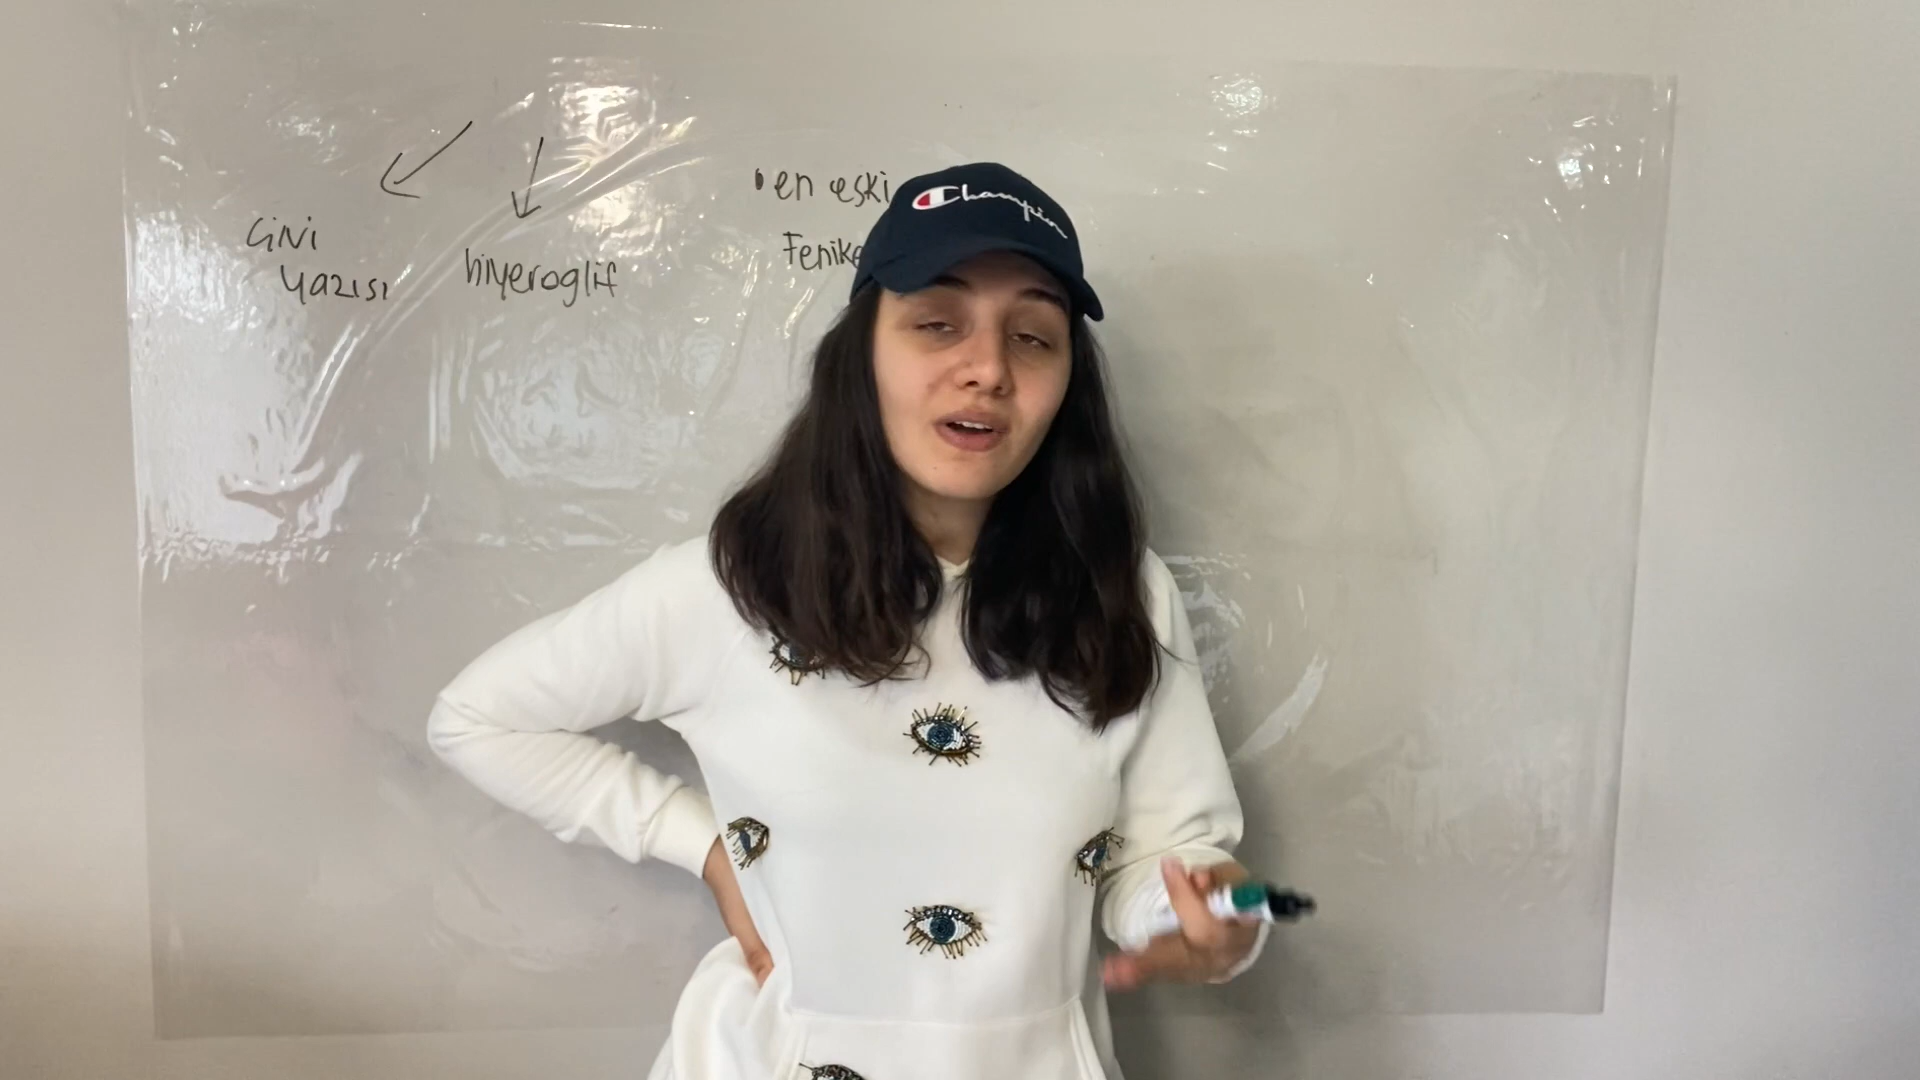 çivi
yazısı
hiyeroglif
• en eski
Fenike
Champion